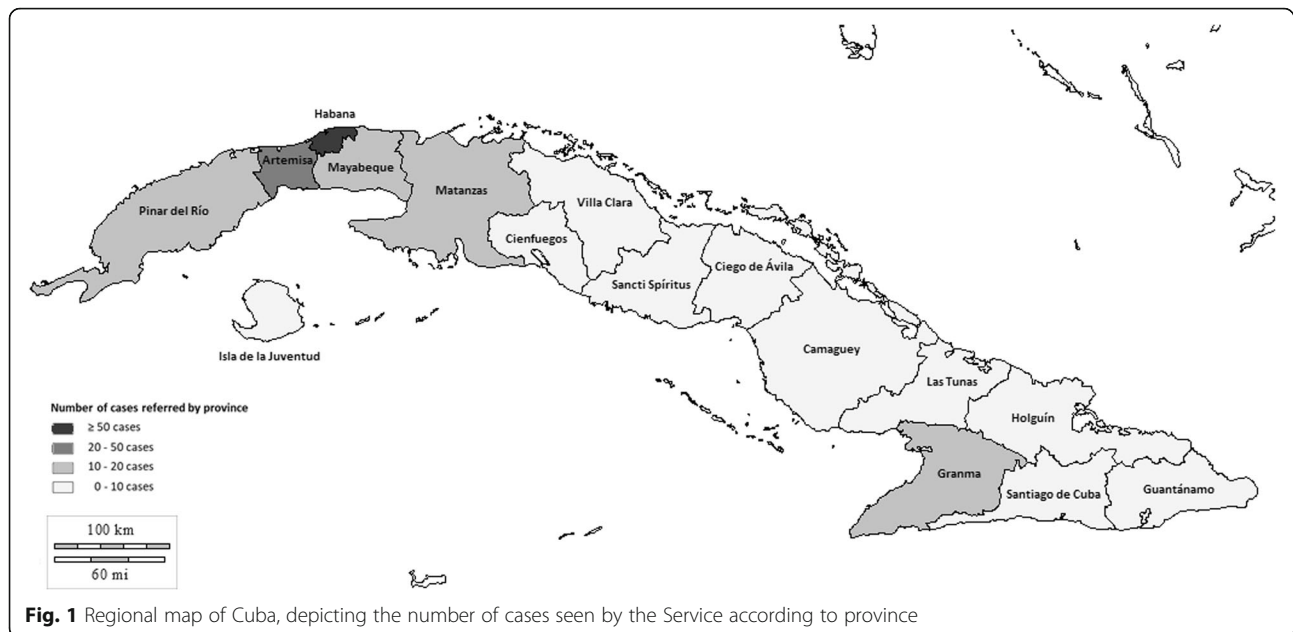 Habana
Artemisa
Mayabeque
Matanzas
Pinar del Río
Villa Clara
Cienfuegos
Sancti Spíritus
Ciego de Ávila
Isla de la Juventud
Camaguey
Las Tunas
Holguín
Granma
Santiago de Cuba
Guantánamo
Number of cases referred by province
≥ 50 cases
20 - 50 cases
10 - 20 cases
0 - 10 cases
100 km
60 mi
Fig. 1 Regional map of Cuba, depicting the number of cases seen by the Service according to province